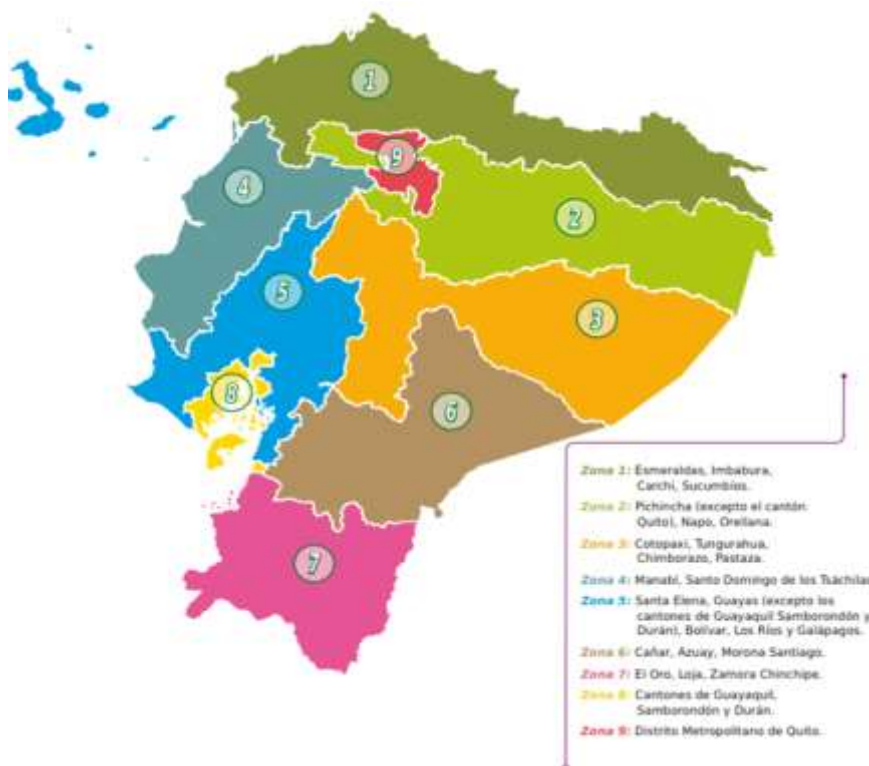 1
9
4
2
5
3
8
6
7
Zona 1: Esmeraldas, Imbabura,
Carchi, Sucumbíos.
Zona 2: Pichincha (excepto el cantón
Quito), Napo, Orellana.
Zona 3: Cotopaxi, Tungurahua,
Chimborazo, Pastaza.
Zona 4: Manabí, Santo Domingo de los Tsáchilas
Zona 5: Santa Elena, Guayas (excepto los
cantones de Guayaquil Samborondón y
Durán), Bolívar, Los Ríos y Galápagos.
Zona 6: Cañar, Azuay, Morona Santiago.
Zona 7: El Oro, Loja, Zamora Chinchipe.
Zona 8: Cantones de Guayaquil,
Samborondón y Durán.
Zona 9: Distrito Metropolitano de Quito.